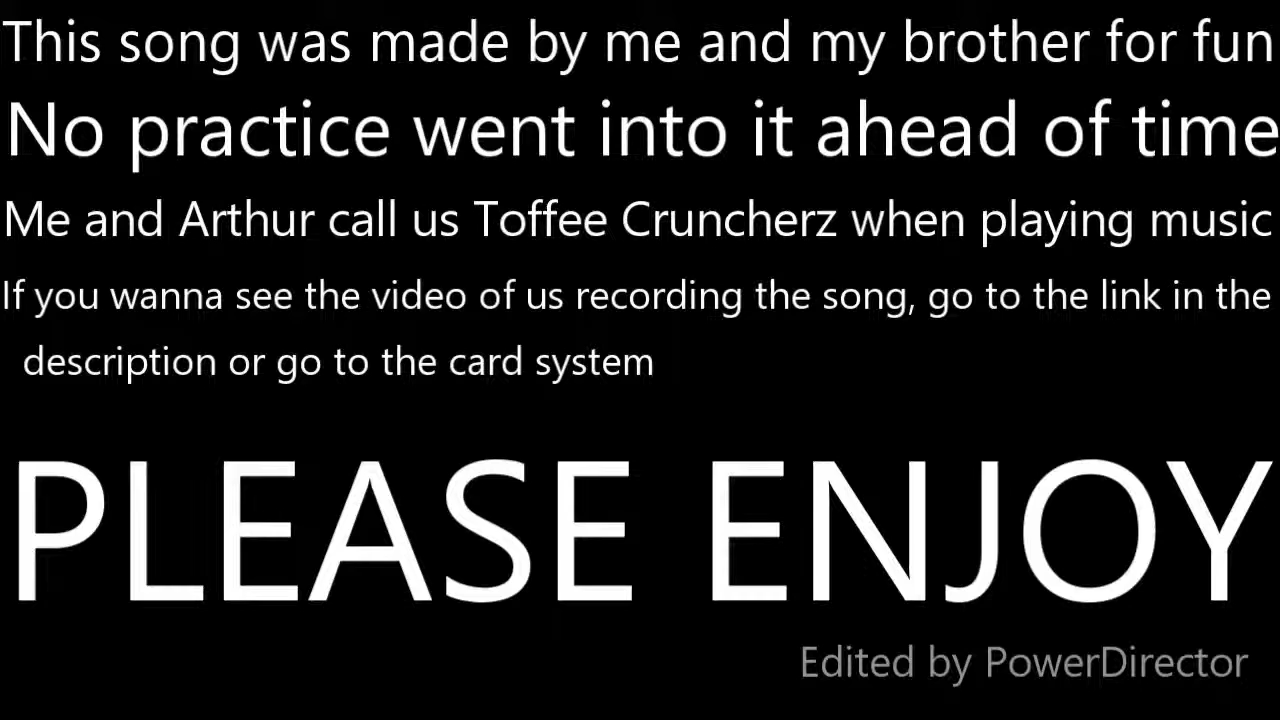 This song was made by me and my brother for fun
No practice went into it ahead of time
Me and Arthur call us Toffee Cruncherz when playing music
If you wanna see the video of us recording the song, go to the link in the
description or go to the card system
PLEASE ENJOY
Edited by PowerDirector